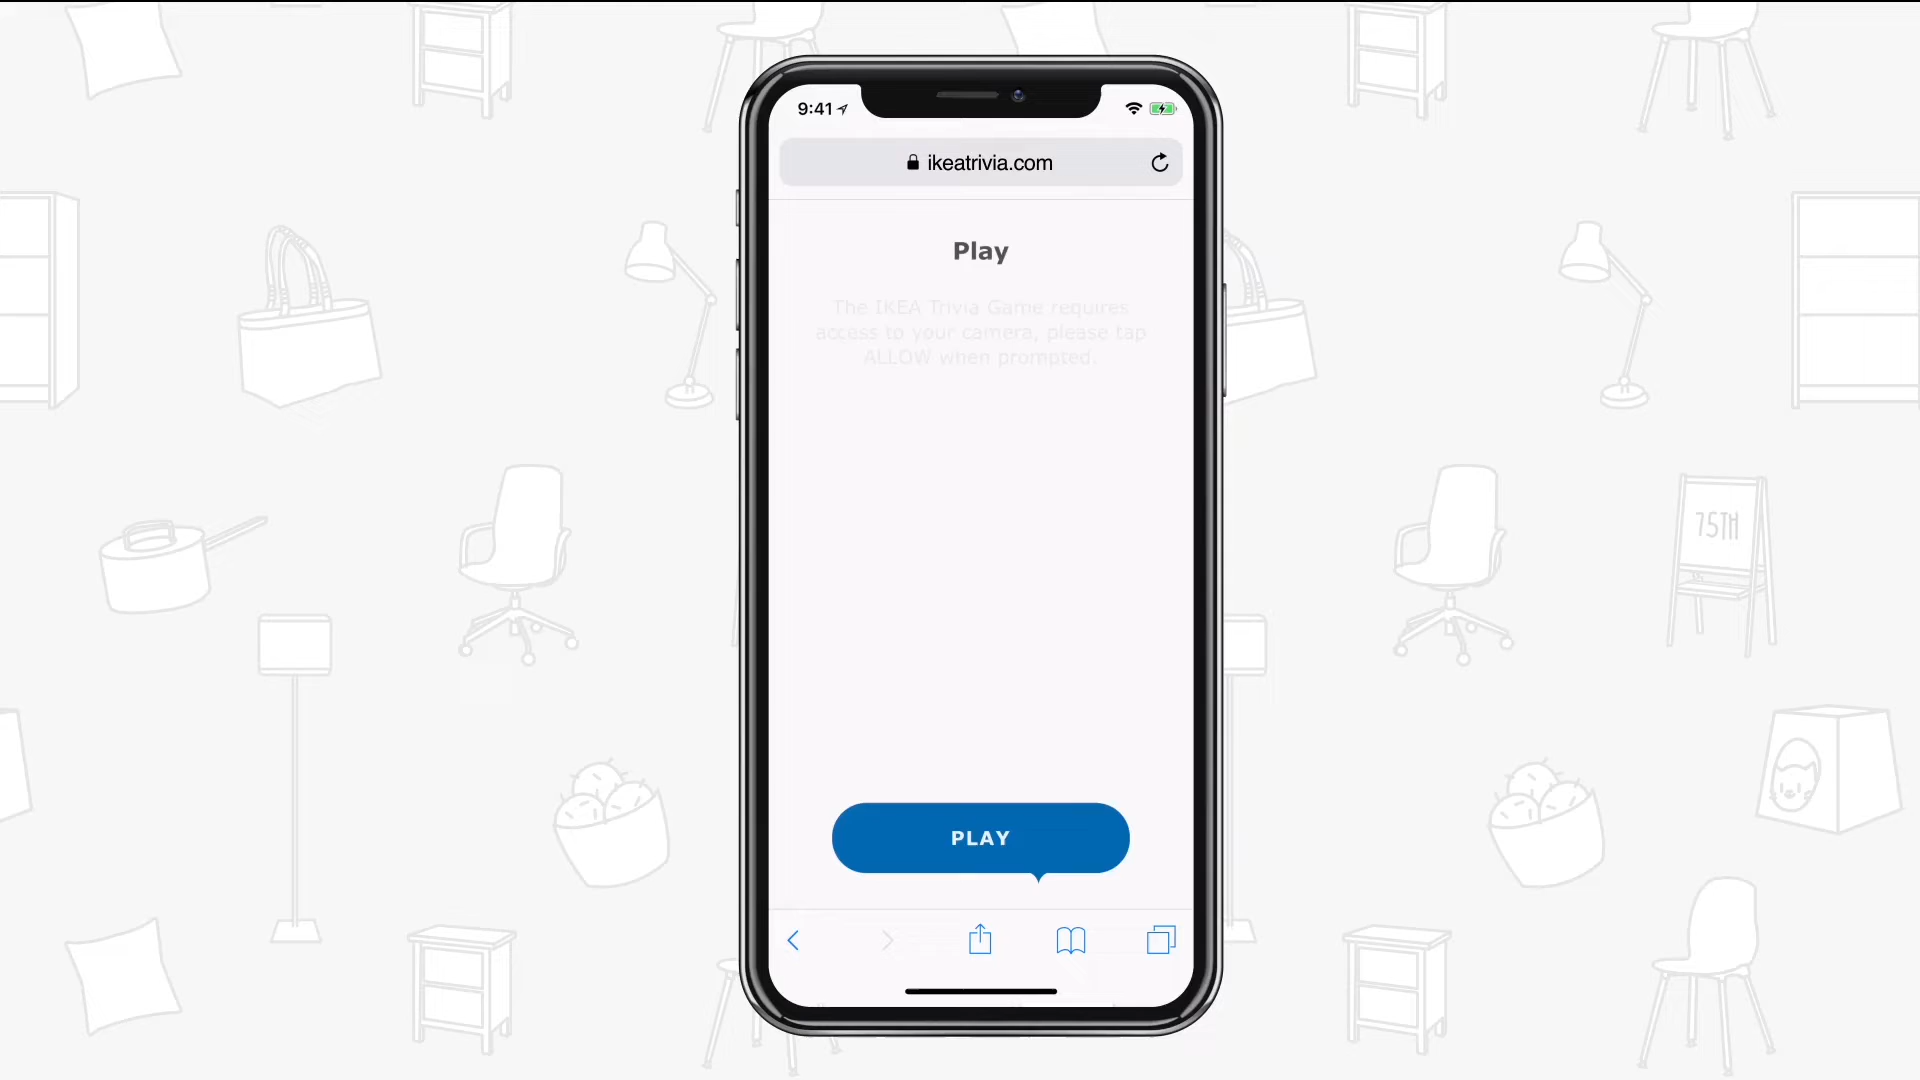 9:41
ikeatrivia.com
Play
The IKEA Trivia Game requires
access to your camera, please tap
ALLOW when prompted.
75TH
PLAY